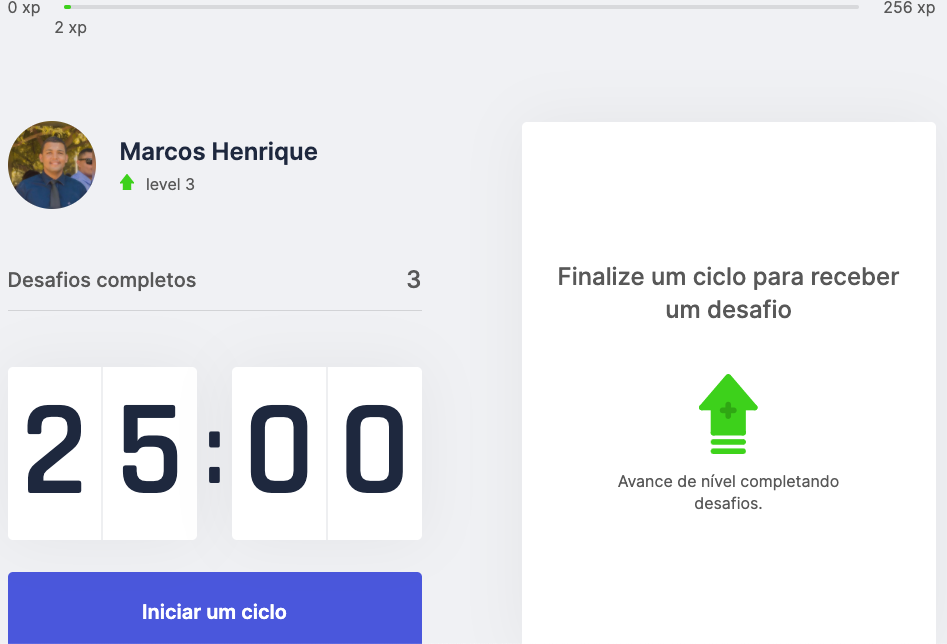 0 xp
256 xp
2 xp
Marcos Henrique
level 3
Desafios completos
3
25:00
Iniciar um ciclo
Finalize um ciclo para receber
um desafio
Avance de nível completando
desafios.